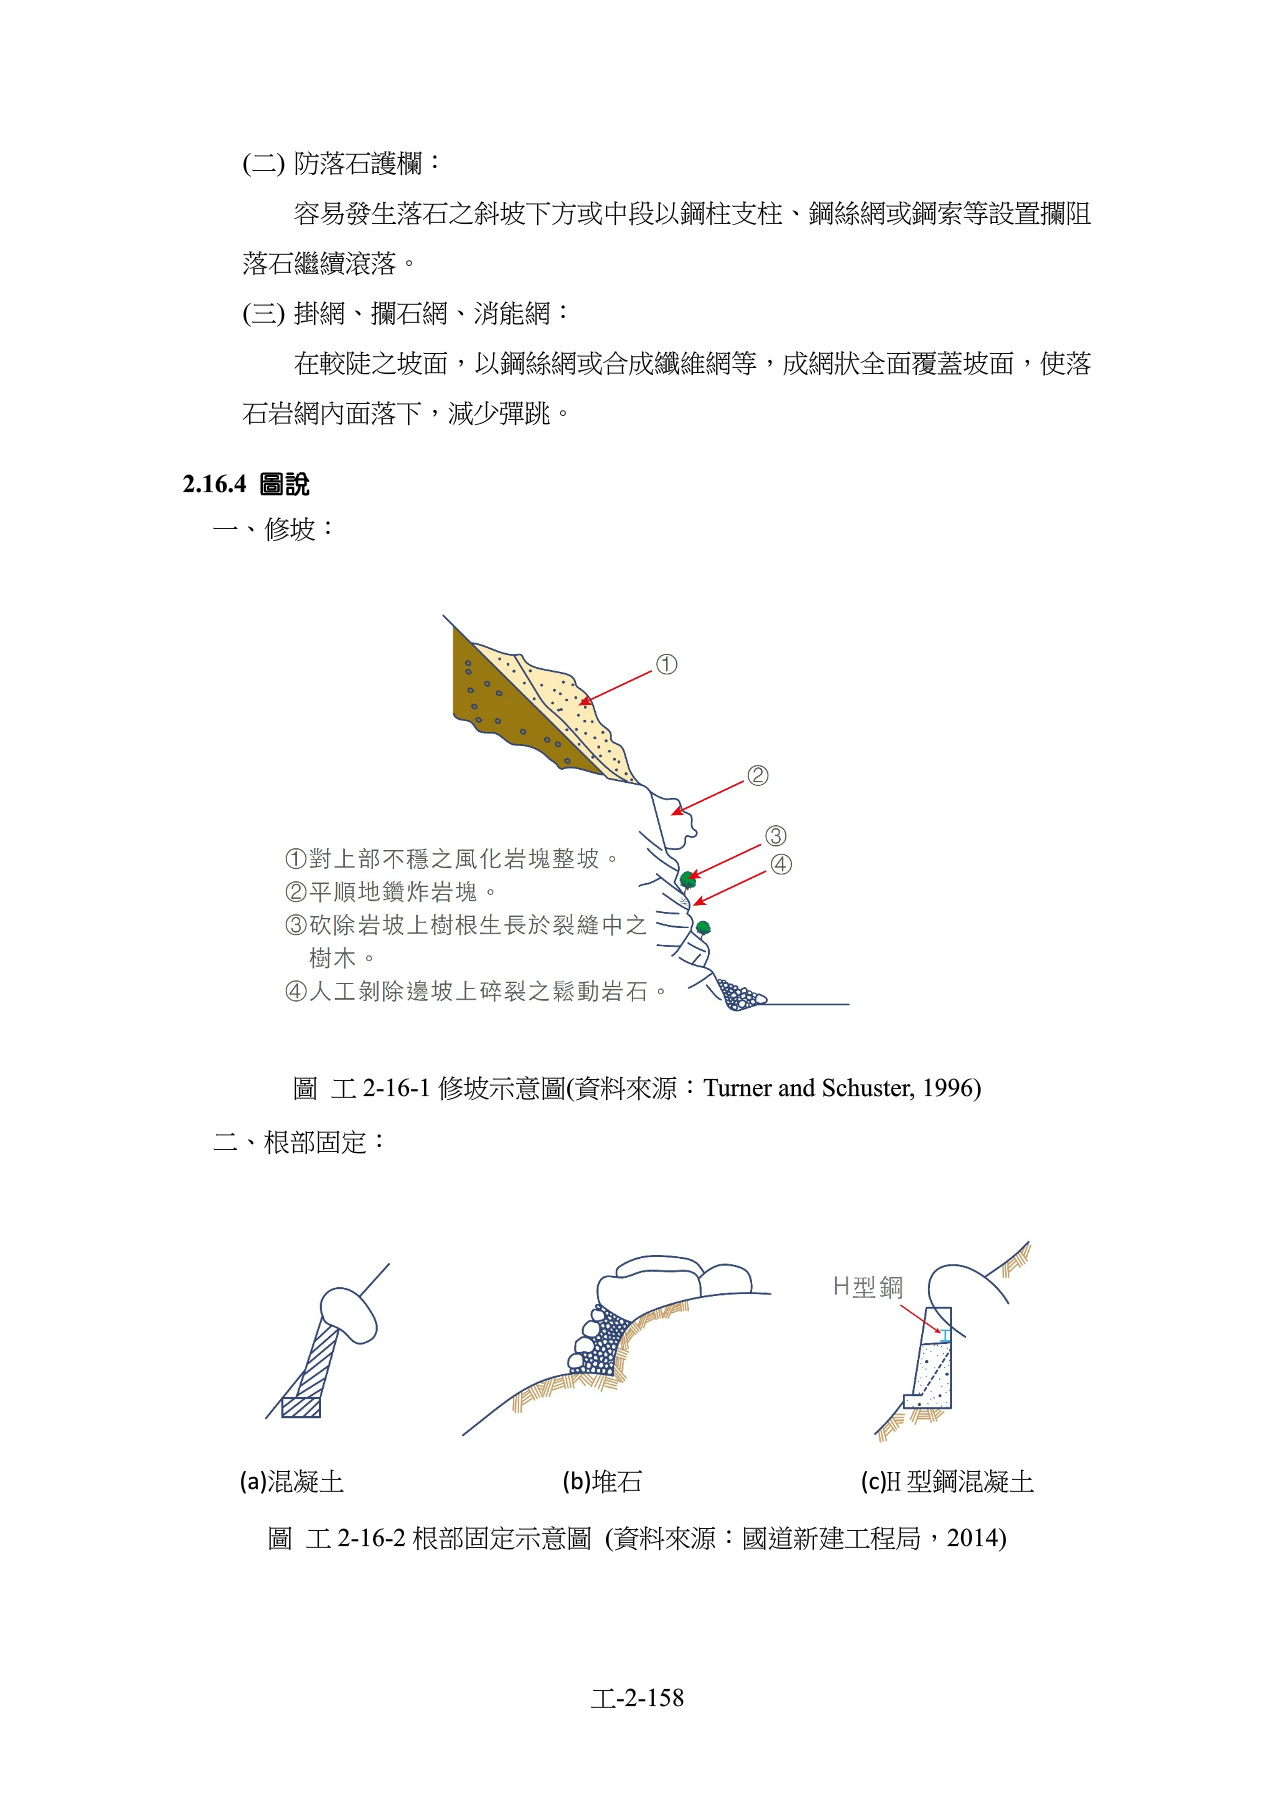 (二) 防落石護欄：
容易發生落石之斜坡下方或中段以鋼柱支柱、鋼絲網或鋼索等設置攔阻
落石繼續滾落。
(三) 掛網、攔石網、消能網：
在較陡之坡面，以鋼絲網或合成纖維網等，成網狀全面覆蓋坡面，使落
石岩網內面落下，減少彈跳。
2.16.4 圖說
一、修坡：
①
②
③
④
①對上部不穩之風化岩塊整坡。
②平順地鑽炸岩塊。
③砍除岩坡上樹根生長於裂縫中之
樹木。
④人工剝除邊坡上碎裂之鬆動岩石。
圖 工 2-16-1 修坡示意圖(資料來源：Turner and Schuster, 1996)
二、根部固定：
H型鋼
(a)混凝土
(b)堆石
(c)H 型鋼混凝土
圖 工 2-16-2 根部固定示意圖 (資料來源：國道新建工程局，2014)
工-2-158